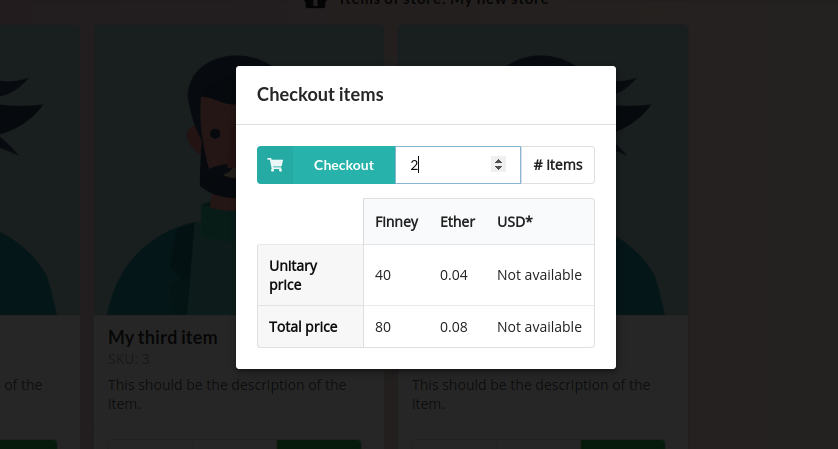 Items of store: My new store
Checkout items
Checkout 2 # Items
Finney Ether USD*
Unitary
price
40 0.04 Not available
Total price 80 0.08 Not available
My third item
SKU: 3
of the
This should be the description of the
item.
This should be the description of the
item.